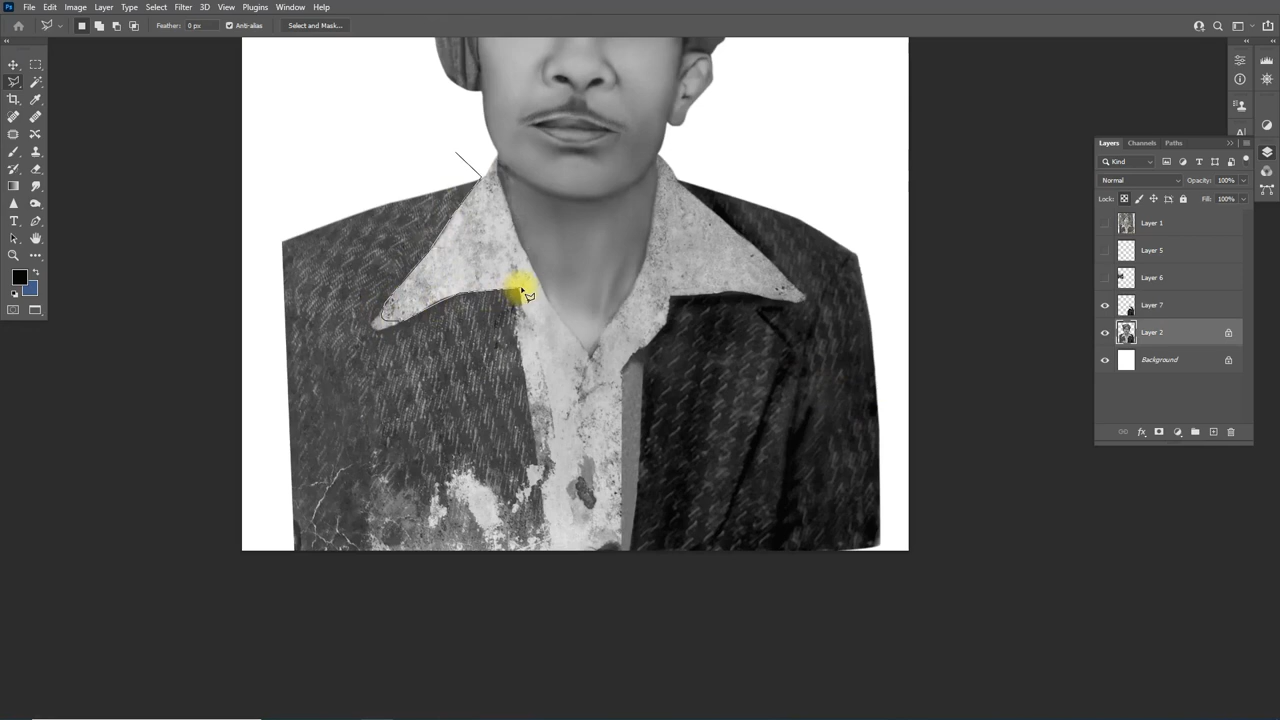 Ps File Edit Image Layer Type Select Filter 3D View Plugins Window Help
Feather: 0 px Anti-alias Select and Mask...
Layers Channels Paths
Kind
Normal Opacity: 100%
Lock: Fill: 100%
Layer 1
Layer 5
Layer 6
Layer 7
Layer 2
Background